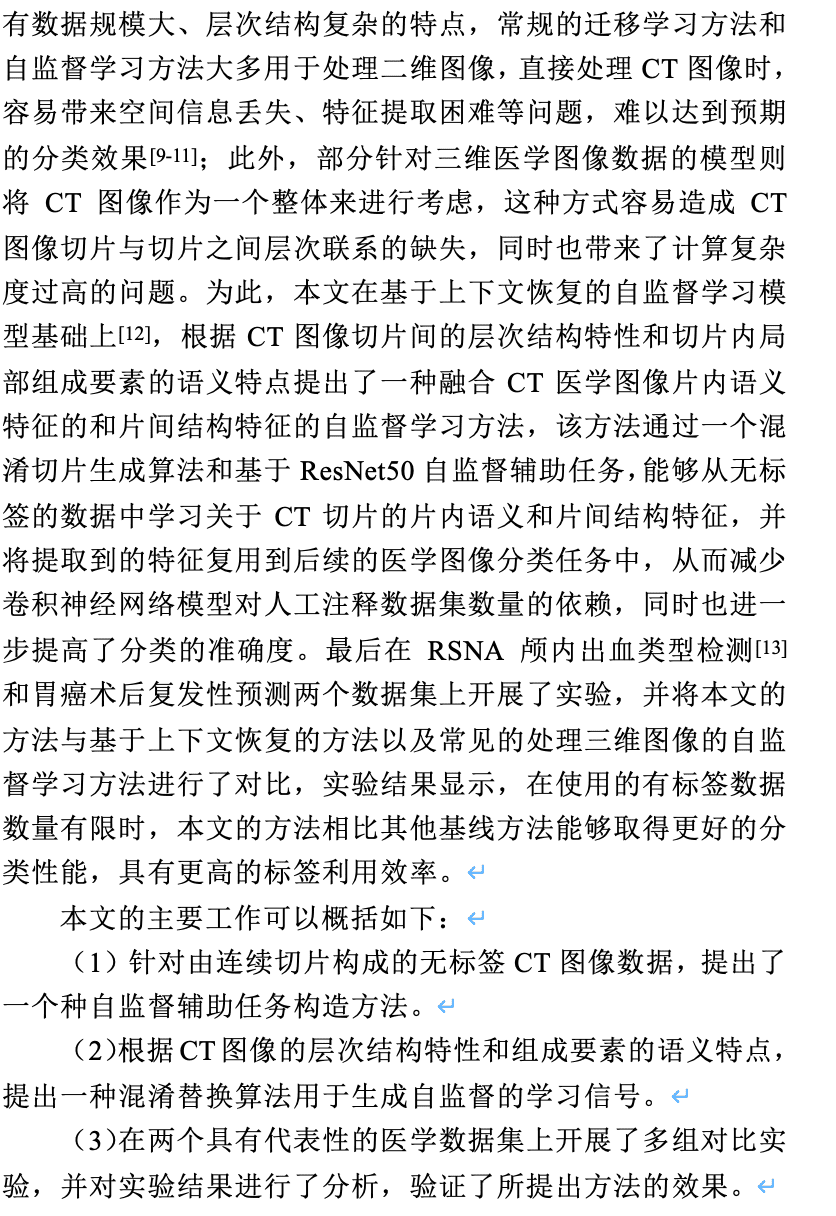 有数据规模大、层次结构复杂的特点，常规的迁移学习方法和
自监督学习方法大多用于处理二维图像，直接处理 CT 图像时，
容易带来空间信息丢失、特征提取困难等问题，难以达到预期
的分类效果[9-11]；此外，部分针对三维医学图像数据的模型则
将 CT 图像作为一个整体来进行考虑，这种方式容易造成 CT
图像切片与切片之间层次联系的缺失，同时也带来了计算复杂
度过高的问题。为此，本文在基于上下文恢复的自监督学习模
型基础上[12]，根据 CT 图像切片间的层次结构特性和切片内局
部组成要素的语义特点提出了一种融合 CT 医学图像片内语义
特征的和片间结构特征的自监督学习方法，该方法通过一个混
淆切片生成算法和基于 ResNet50 自监督辅助任务，能够从无标
签的数据中学习关于 CT 切片的片内语义和片间结构特征，并
将提取到的特征复用到后续的医学图像分类任务中，从而减少
卷积神经网络模型对人工注释数据集数量的依赖，同时也进一
步提高了分类的准确度。最后在 RSNA 颅内出血类型检测[13]
和胃癌术后复发性预测两个数据集上开展了实验，并将本文的
方法与基于上下文恢复的方法以及常见的处理三维图像的自监
督学习方法进行了对比，实验结果显示，在使用的有标签数据
数量有限时，本文的方法相比其他基线方法能够取得更好的分
类性能，具有更高的标签利用效率。↵
本文的主要工作可以概括如下：↵
（1）针对由连续切片构成的无标签 CT 图像数据，提出了
一个种自监督辅助任务构造方法。↵
（2)根据 CT 图像的层次结构特性和组成要素的语义特点，
提出一种混淆替换算法用于生成自监督的学习信号。↵
（3)在两个具有代表性的医学数据集上开展了多组对比实
验，并对实验结果进行了分析，验证了所提出方法的效果。↵